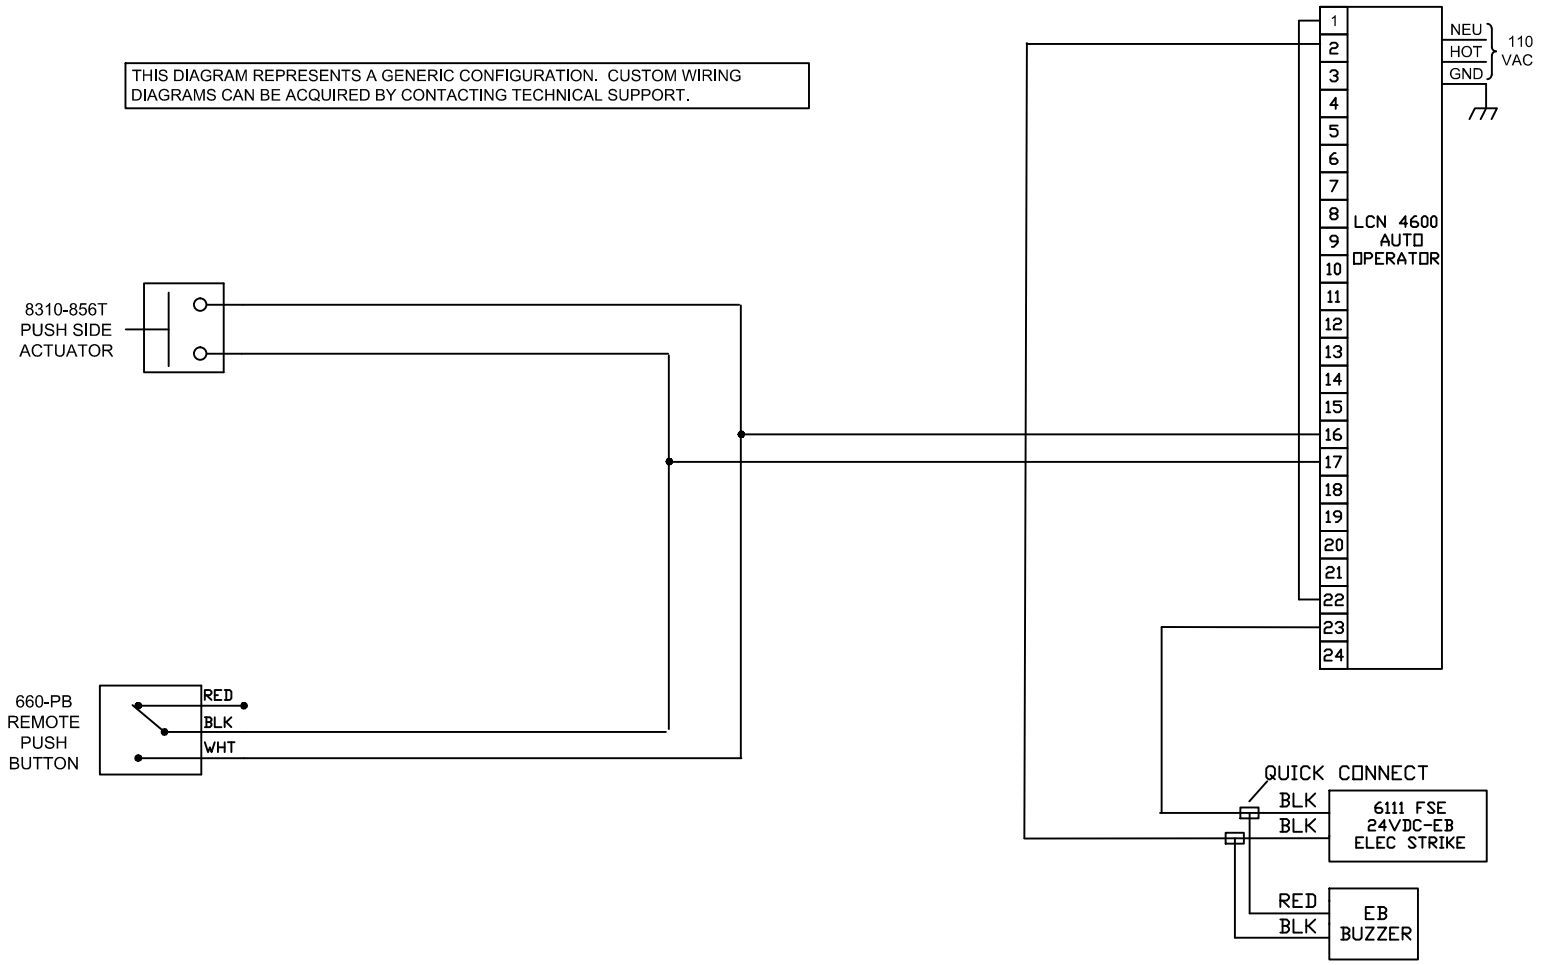 THIS DIAGRAM REPRESENTS A GENERIC CONFIGURATION. CUSTOM WIRING
DIAGRAMS CAN BE ACQUIRED BY CONTACTING TECHNICAL SUPPORT.
1
2
3
4
5
6
7
8
9
10
11
12
13
14
15
16
17
18
19
20
21
22
23
24
LCN 4600
AUTO
OPERATOR
NEU
HOT
GND
110
VAC
8310-856T
PUSH SIDE
ACTUATOR
660-PB
REMOTE
PUSH
BUTTON
RED
BLK
WHT
QUICK CONNECT
BLK
BLK
6111 FSE
24VDC-EB
ELEC STRIKE
RED
BLK
EB
BUZZER